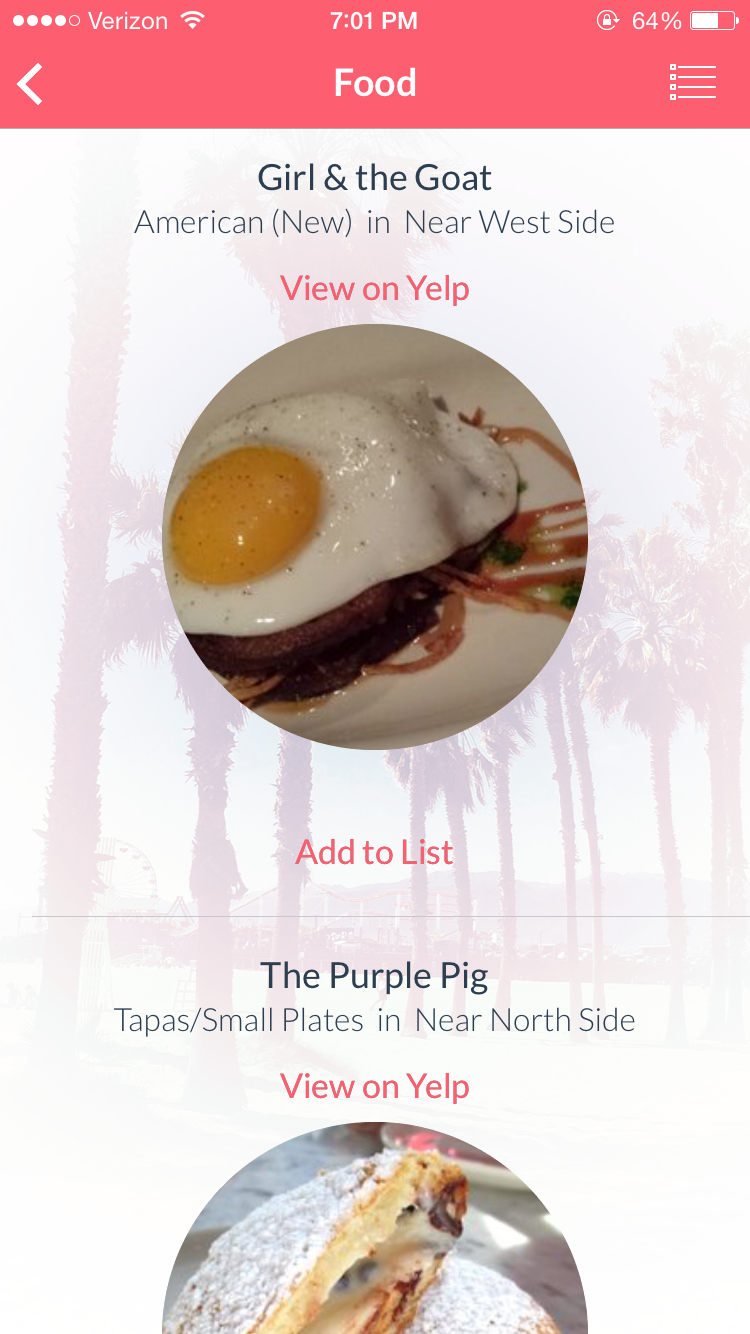 Verizon 7:01 PM 64%
Food
Girl & the Goat
American (New) in Near West Side
View on Yelp
Add to List
The Purple Pig
Tapas/Small Plates in Near North Side
View on Yelp